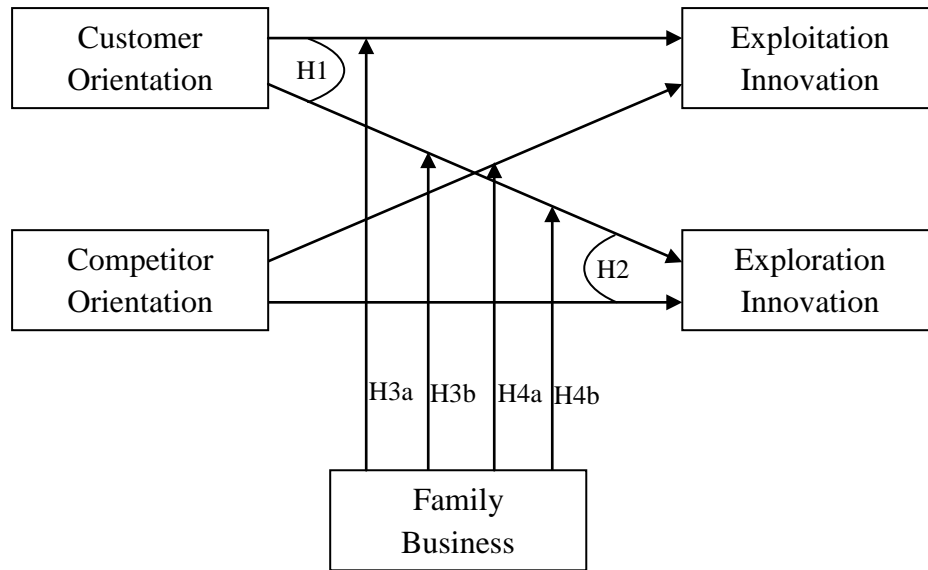 Customer
Orientation
Exploitation
Innovation
H1
Competitor
Orientation
H2
Exploration
Innovation
H3a
H3b
H4a
H4b
Family
Business